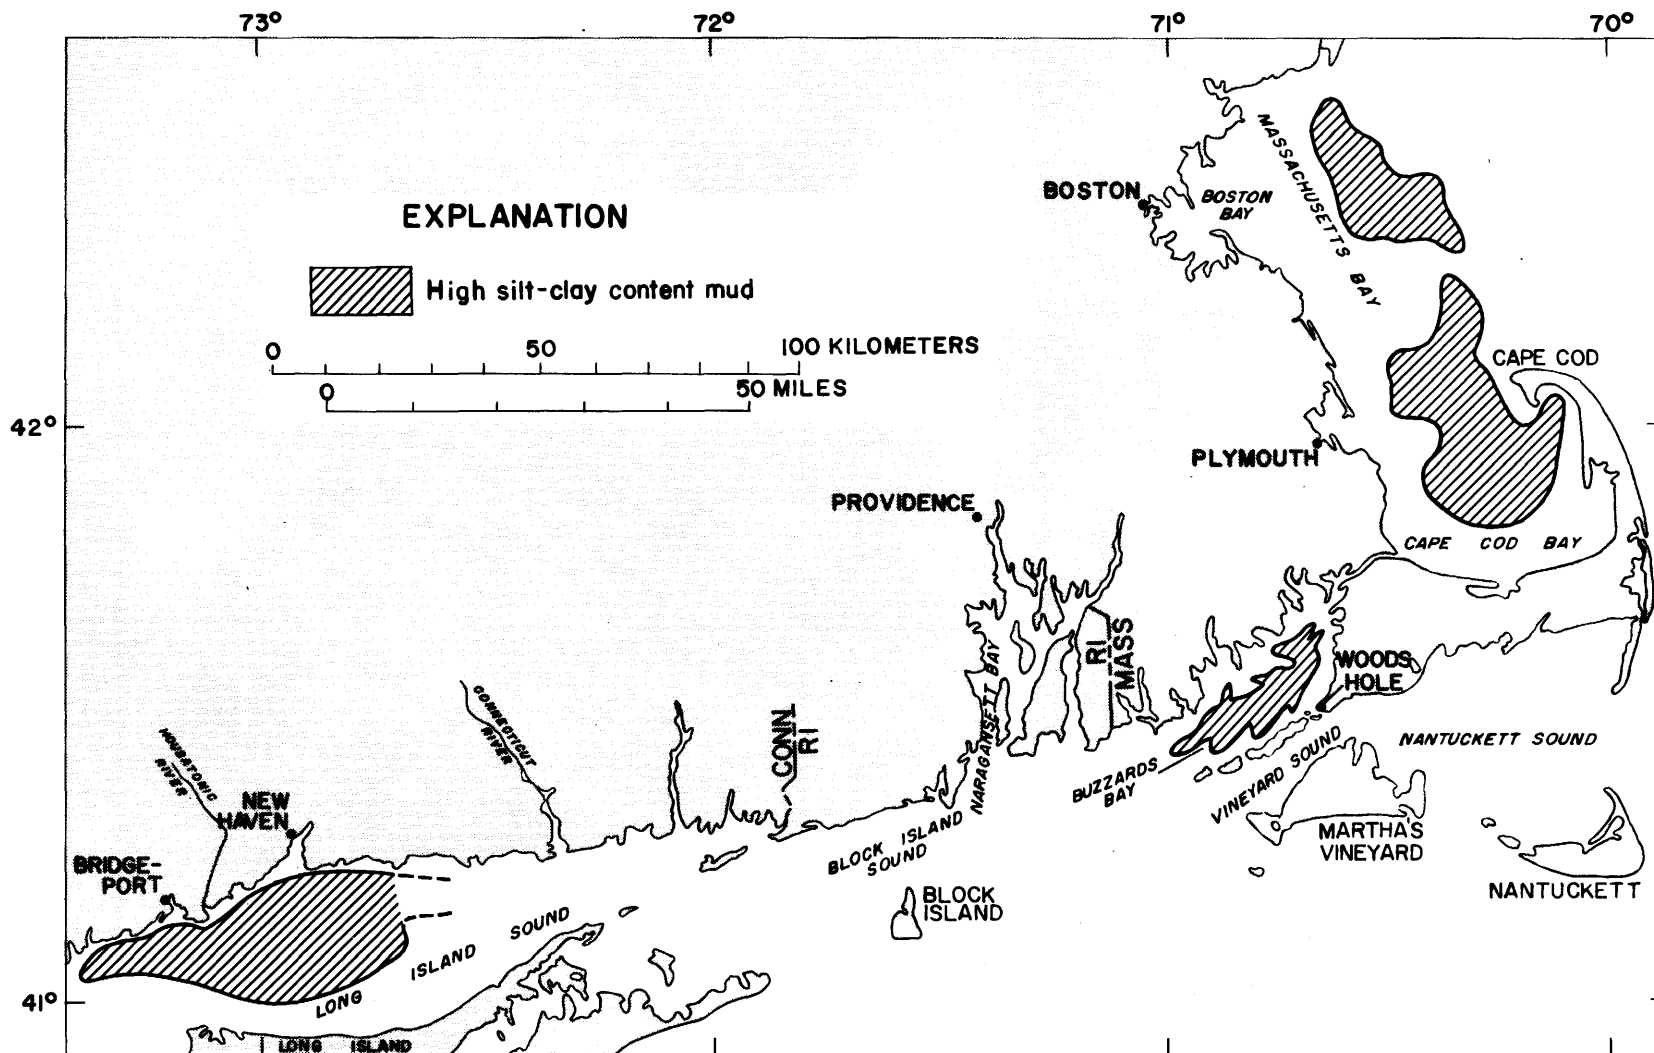 73°
72°
71°
70°
MASSACHUSETTS BAY
BOSTON
BOSTON
BAY
EXPLANATION
High silt-clay content mud
0 50 100 KILOMETERS
0 50 MILES
CAPE COD
42°
PLYMOUTH
PROVIDENCE
CAPE COD BAY
RI
MASS
NARAGANSETT BAY
WOODS
HOLE
CONNECTICUT
RIVER
CONN
RI
HOUSATONIC
RIVER
NANTUCKETT SOUND
BUZZARDS
BAY
VINEYARD SOUND
NEW
HAVEN
BLOCK ISLAND
SOUND
MARTHA'S
VINEYARD
BRIDGE-
PORT
BLOCK
ISLAND
NANTUCKETT
LONG ISLAND SOUND
41°
LONG ISLAND